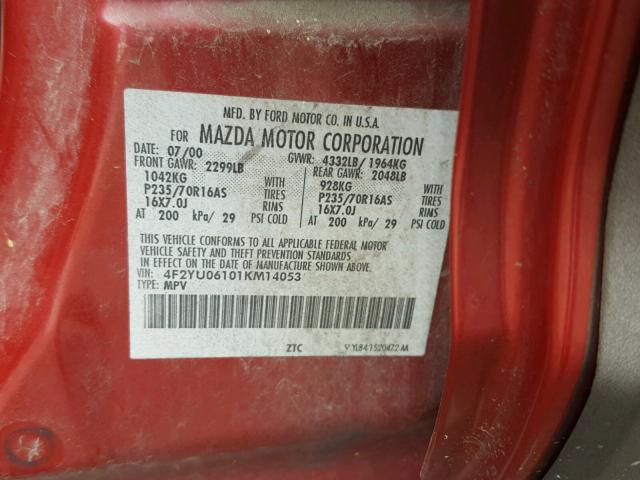 MFD. BY FORD MOTOR CO. IN U.S.A.
FOR MAZDA MOTOR CORPORATION
DATE: 07/00 GVWR: 4332LB/1964KG
FRONT GAWR: 2299LB REAR GAWR: 2048LB
1042KG WITH 928KG WITH
P235/70R16AS TIRES P235/70R16AS TIRES
16X7.0J RIMS 16X7.0J RIMS
AT 200 kPa/29 PSI COLD AT 200 kPa/29 PSI COLD
THIS VEHICLE CONFORMS TO ALL APPLICABLE FEDERAL MOTOR
VEHICLE SAFETY AND THEFT PREVENTION STANDARDS
IN EFFECT ON THE DATE OF MANUFACTURE SHOWN ABOVE.
VIN: 4F2YU06101KM14053
TYPE: MPV
ZTC YL84 1520472 AA